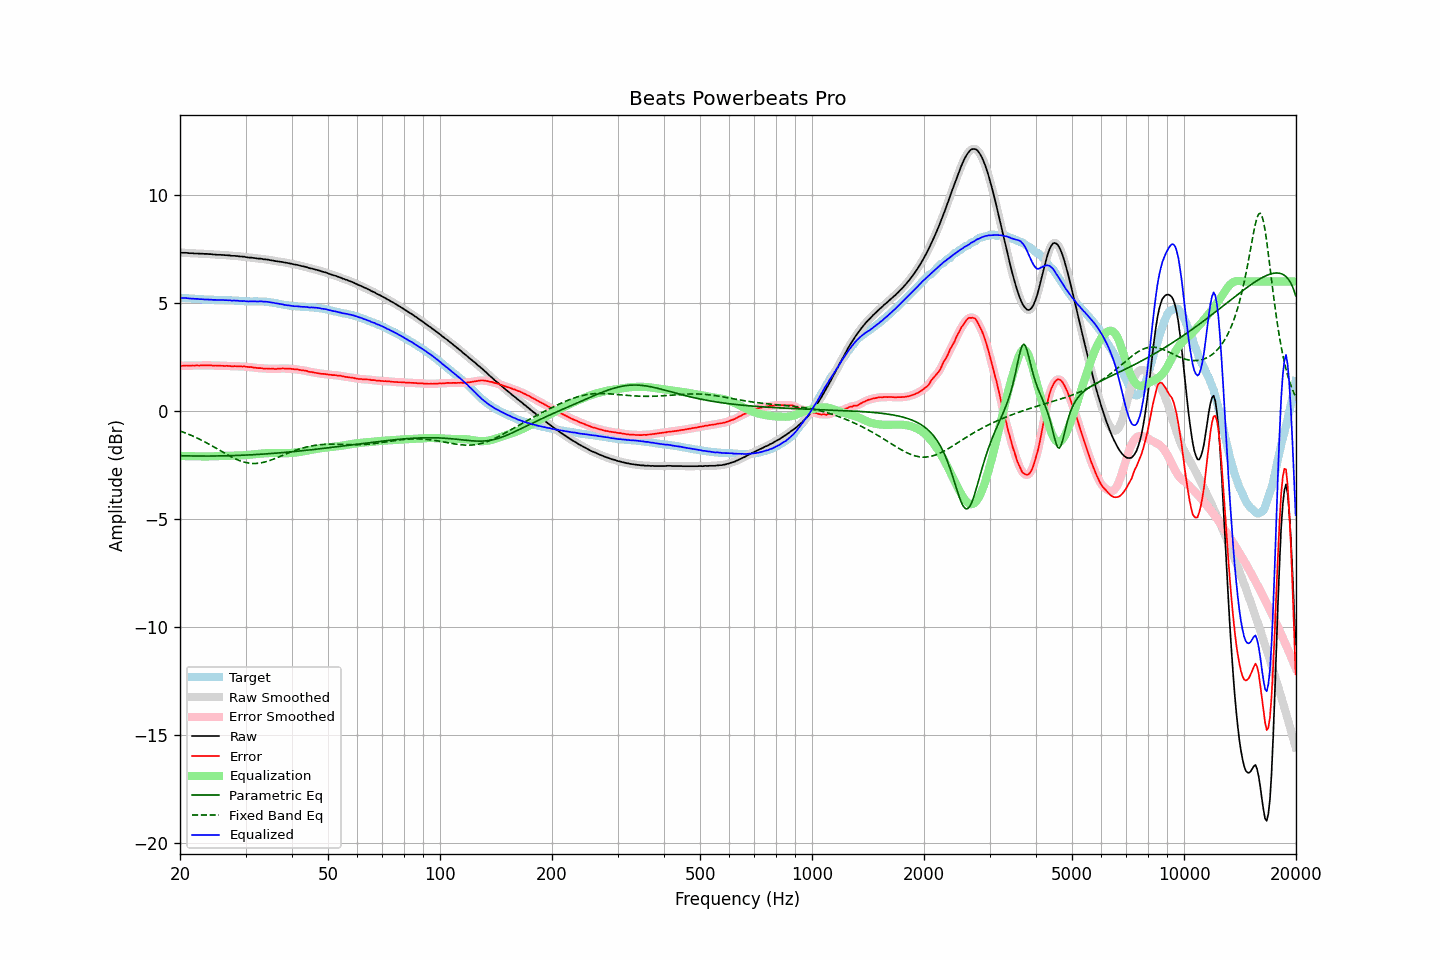 Beats Powerbeats Pro
Amplitude (dBr)
10
5
0
−5
−10
−15
−20
Target
Raw Smoothed
Error Smoothed
Raw
Error
Equalization
Parametric Eq
Fixed Band Eq
Equalized
20 50 100 200 500 1000 2000 5000 10000 20000
Frequency (Hz)